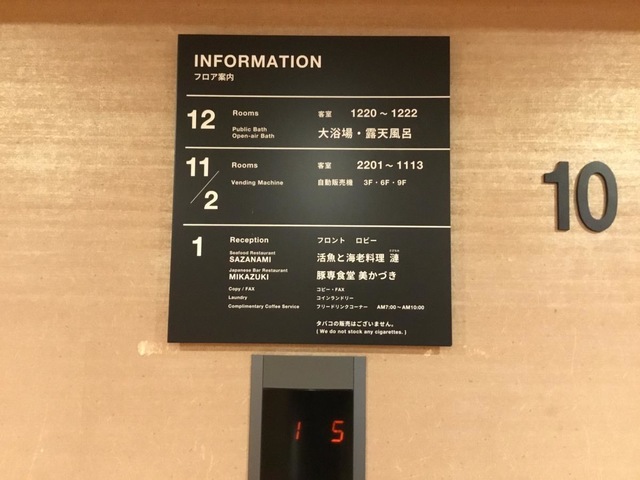 INFORMATION
フロア案内
12 Rooms 客室 1220～1222
Public Bath
Open-air Bath 大浴場・露天風呂
11/2 Rooms 客室 2201～1113
Vending Machine 自動販売機 3F・6F・9F
1 Reception フロント ロビー
Seafood Restaurant
SAZANAMI 活魚と海老料理 漣
Japanese Bar Restaurant
MIKAZUKI 豚専食堂 美かづき
Copy / FAX コピー・FAX
Laundry コインランドリー
Complimentary Coffee Service フリードリンクコーナー AM7:00～AM10:00
タバコの販売はございません。
( We do not stock any cigarettes. )
10
1 5